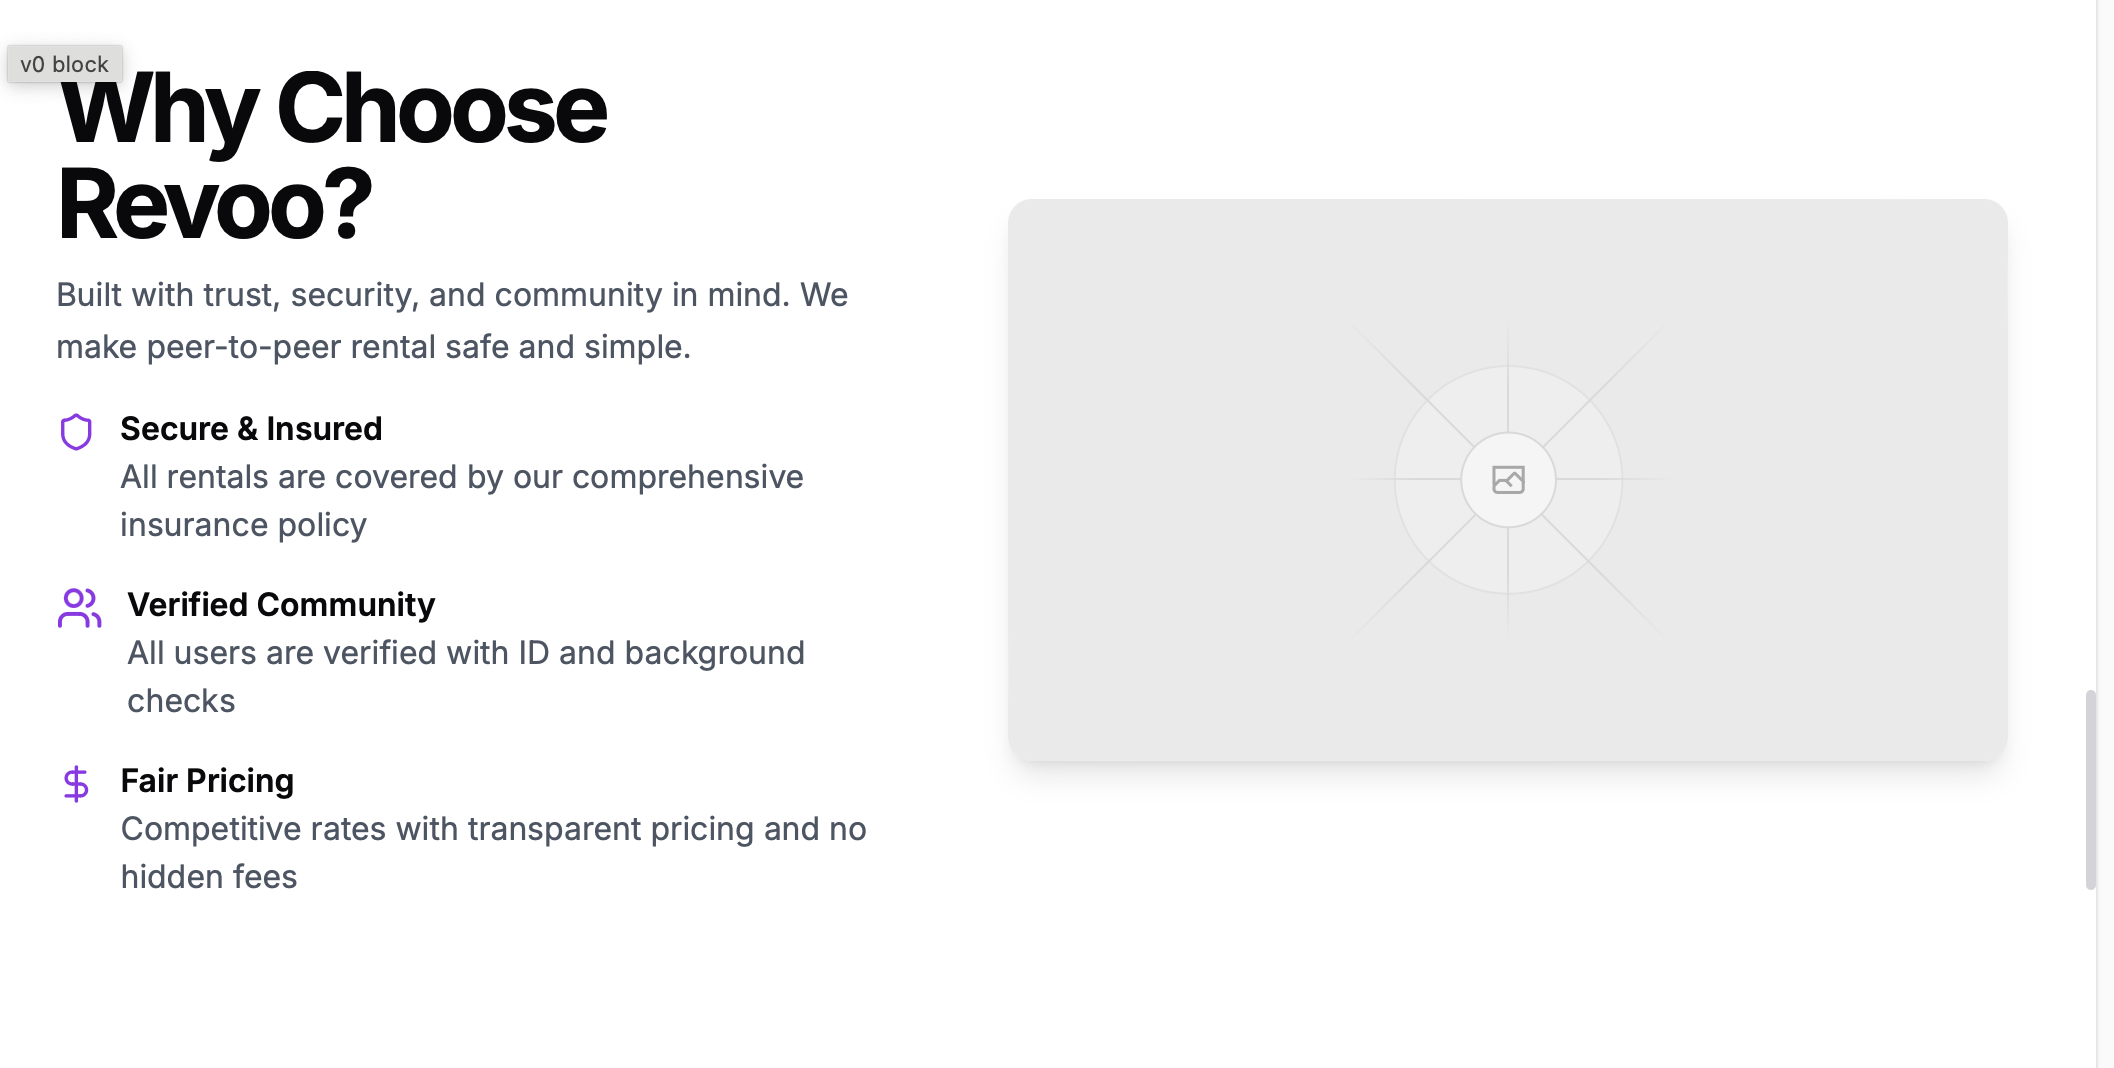 v0 block
Why Choose
Revoo?
Built with trust, security, and community in mind. We
make peer-to-peer rental safe and simple.
Secure & Insured
All rentals are covered by our comprehensive
insurance policy
Verified Community
All users are verified with ID and background
checks
Fair Pricing
Competitive rates with transparent pricing and no
hidden fees